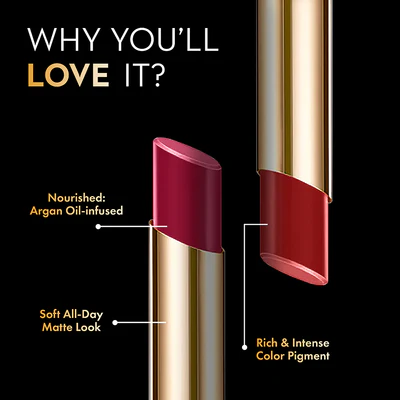 WHY YOU'LL
LOVE IT?
Nourished:
Argan Oil-infused
Soft All-Day
Matte Look
Rich & Intense
Color Pigment